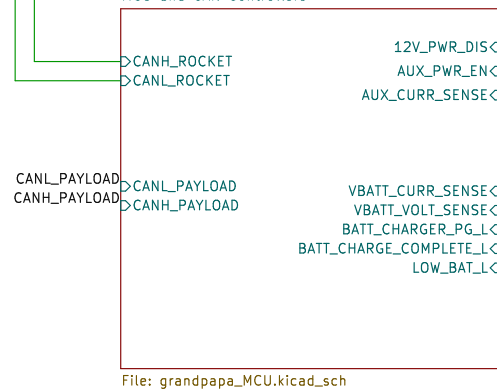 12V_PWR_DIS
CANH_ROCKET
AUX_PWR_EN
CANL_ROCKET
AUX_CURR_SENSE
CANL_PAYLOAD
CANL_PAYLOAD
VBATT_CURR_SENSE
CANH_PAYLOAD
CANH_PAYLOAD
VBATT_VOLT_SENSE
BATT_CHARGER_PG_L
BATT_CHARGE_COMPLETE_L
LOW_BAT_L
File: grandpapa_MCU.kicad_sch